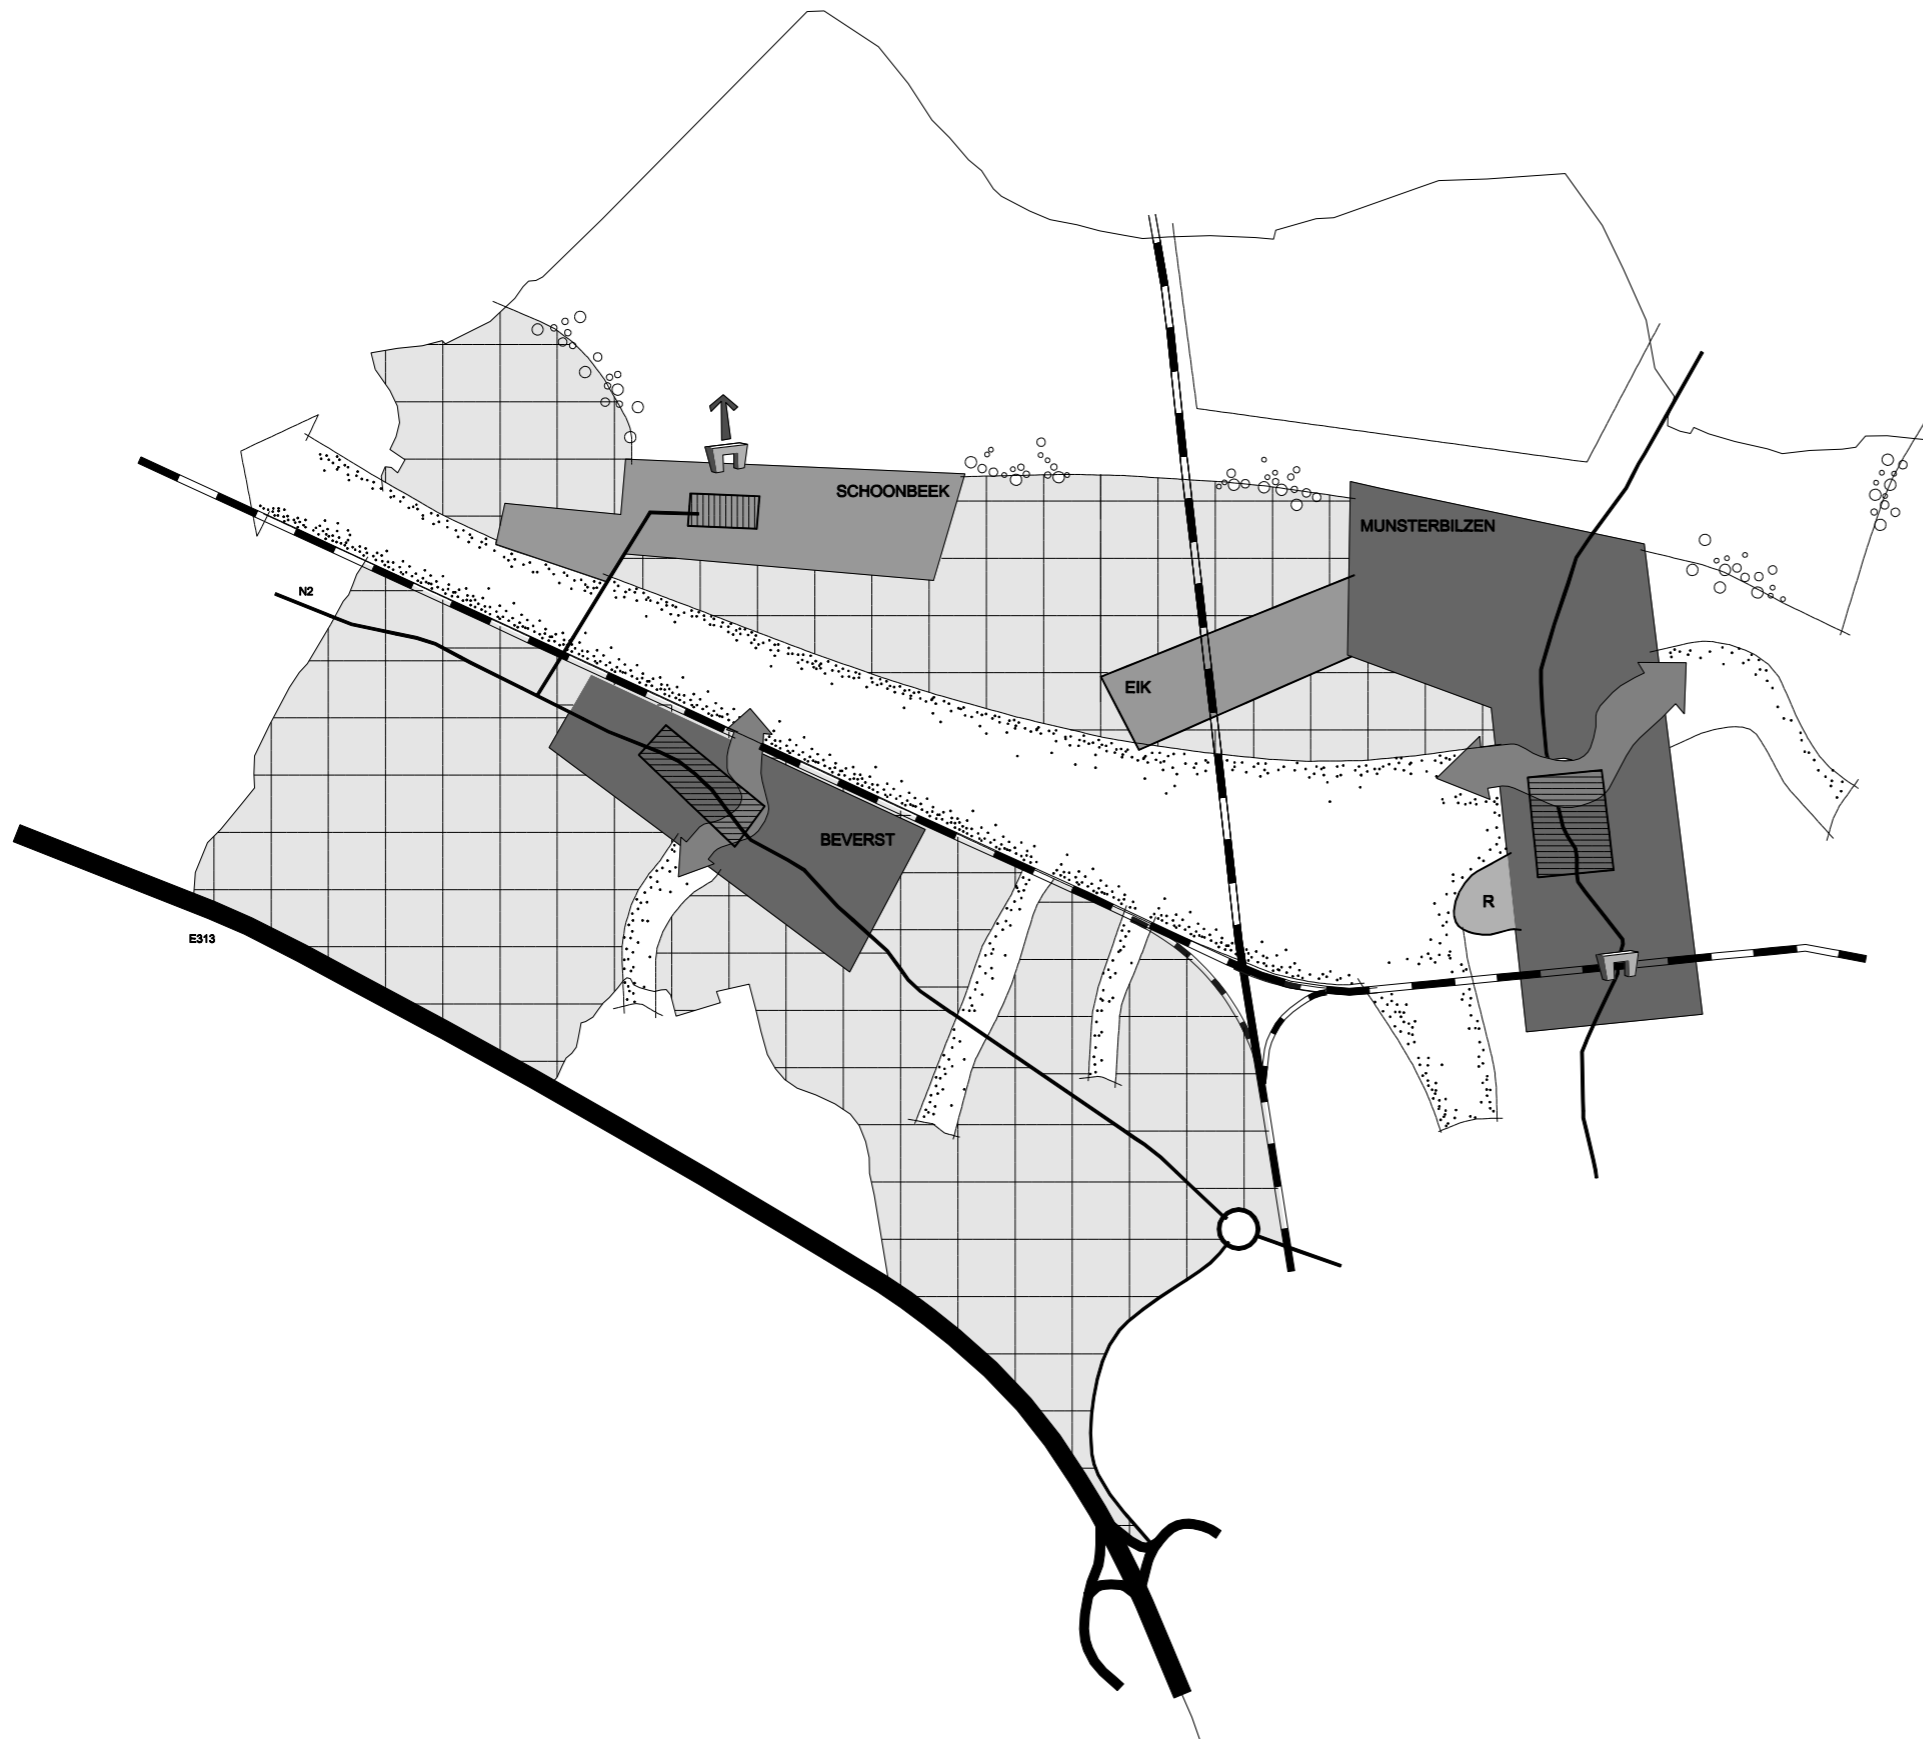 SCHOONBEEK
MUNSTERBILZEN
N2
EIK
BEVERST
R
E313